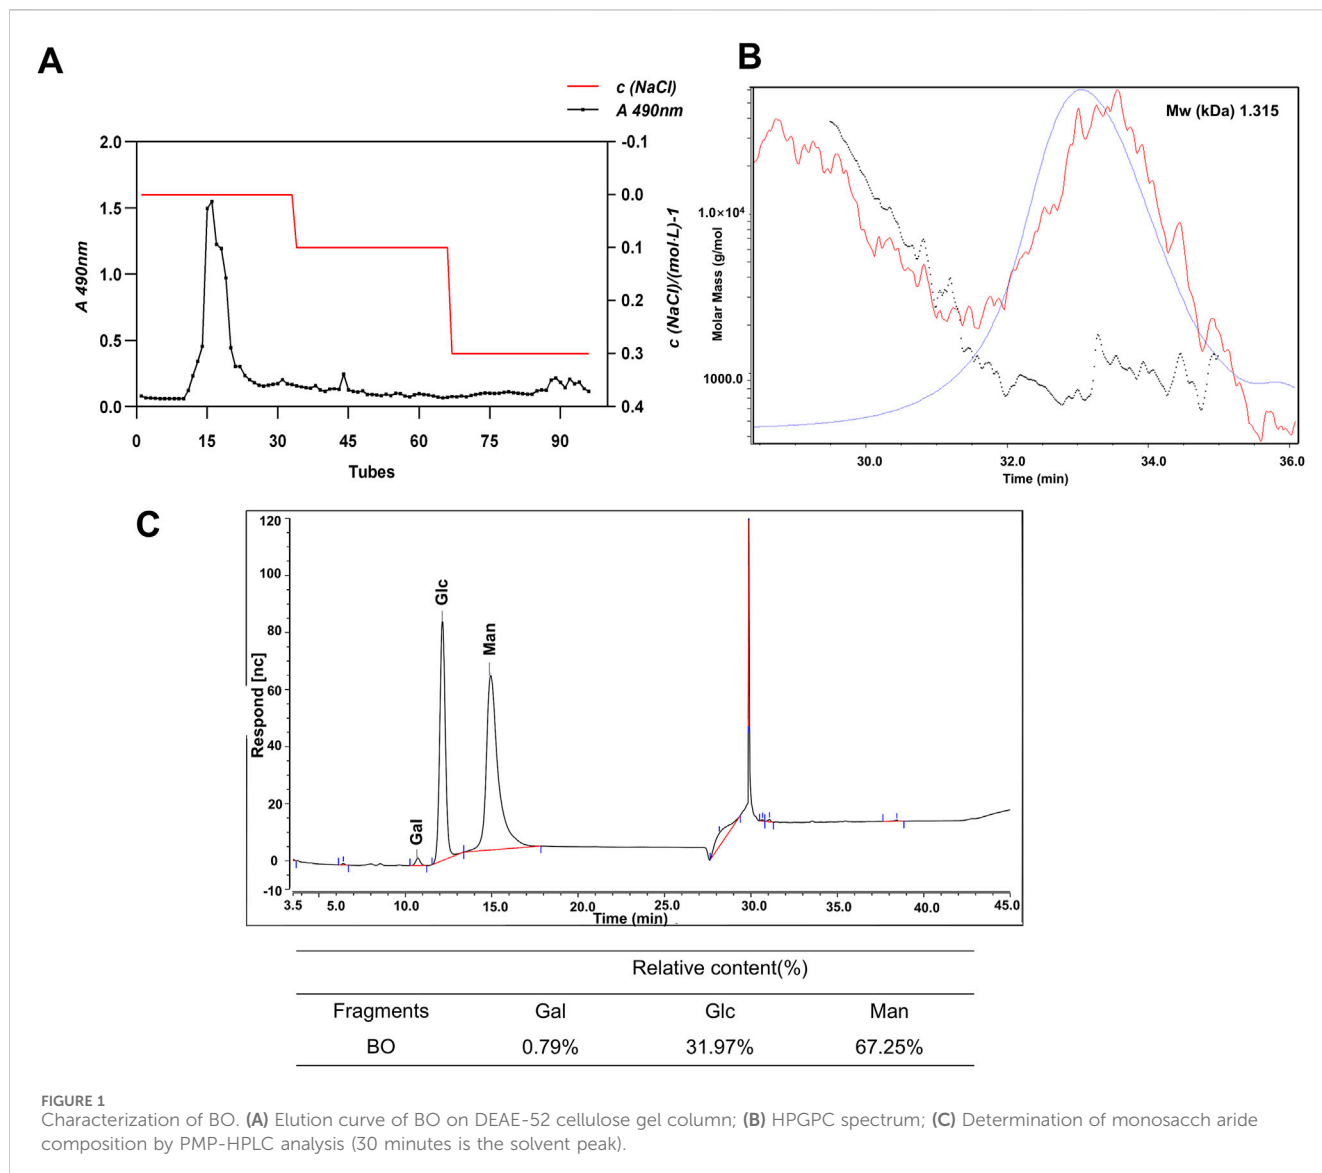 A
c (NaCl)
A 490nm
2.0
1.5
1.0
0.5
0.0
A 490nm
-0.1
0.0
0.1
0.2
0.3
0.4
c (NaCl)/(mol·L)-1
0 15 30 45 60 75 90
Tubes
B
Mw (kDa) 1.315
Molar Mass (g/mol
1.0×10⁴
1000.0
30.0 32.0 34.0 36.0
Time (min)
C
120
100
80
60
40
20
0
-10
Respond [nc]
Gal
Glc
Man
3.5 5.0 10.0 15.0 20.0 25.0 30.0 35.0 40.0 45.0
Time (min)
Relative content(%)
Fragments Gal Glc Man
BO 0.79% 31.97% 67.25%
FIGURE 1
Characterization of BO. (A) Elution curve of BO on DEAE-52 cellulose gel column; (B) HPGPC spectrum; (C) Determination of monosacch aride
composition by PMP-HPLC analysis (30 minutes is the solvent peak).